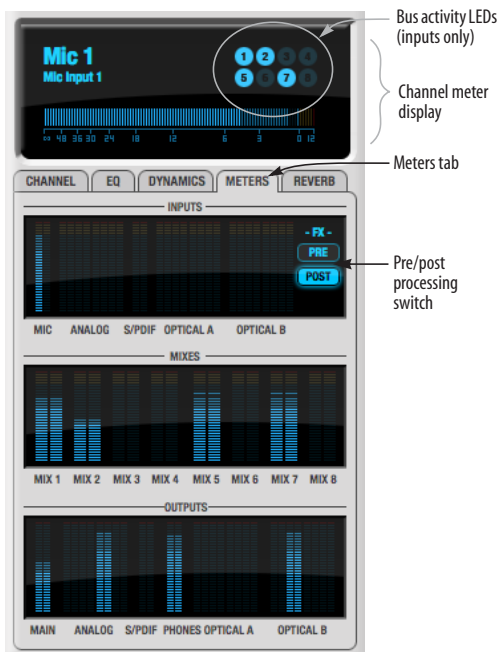 Bus activity LEDs
(inputs only)
Mic 1
Mic Input 1
1 2 3 4
5 6 7 8
Channel meter
display
∞ 48 36 30 24 18 12 6 3 0 12
Meters tab
CHANNEL EQ DYNAMICS METERS REVERB
INPUTS
- FX -
PRE
POST
Pre/post
processing
switch
MIC ANALOG S/PDIF OPTICAL A OPTICAL B
MIXES
MIX 1 MIX 2 MIX 3 MIX 4 MIX 5 MIX 6 MIX 7 MIX 8
OUTPUTS
MAIN ANALOG S/PDIF PHONES OPTICAL A OPTICAL B